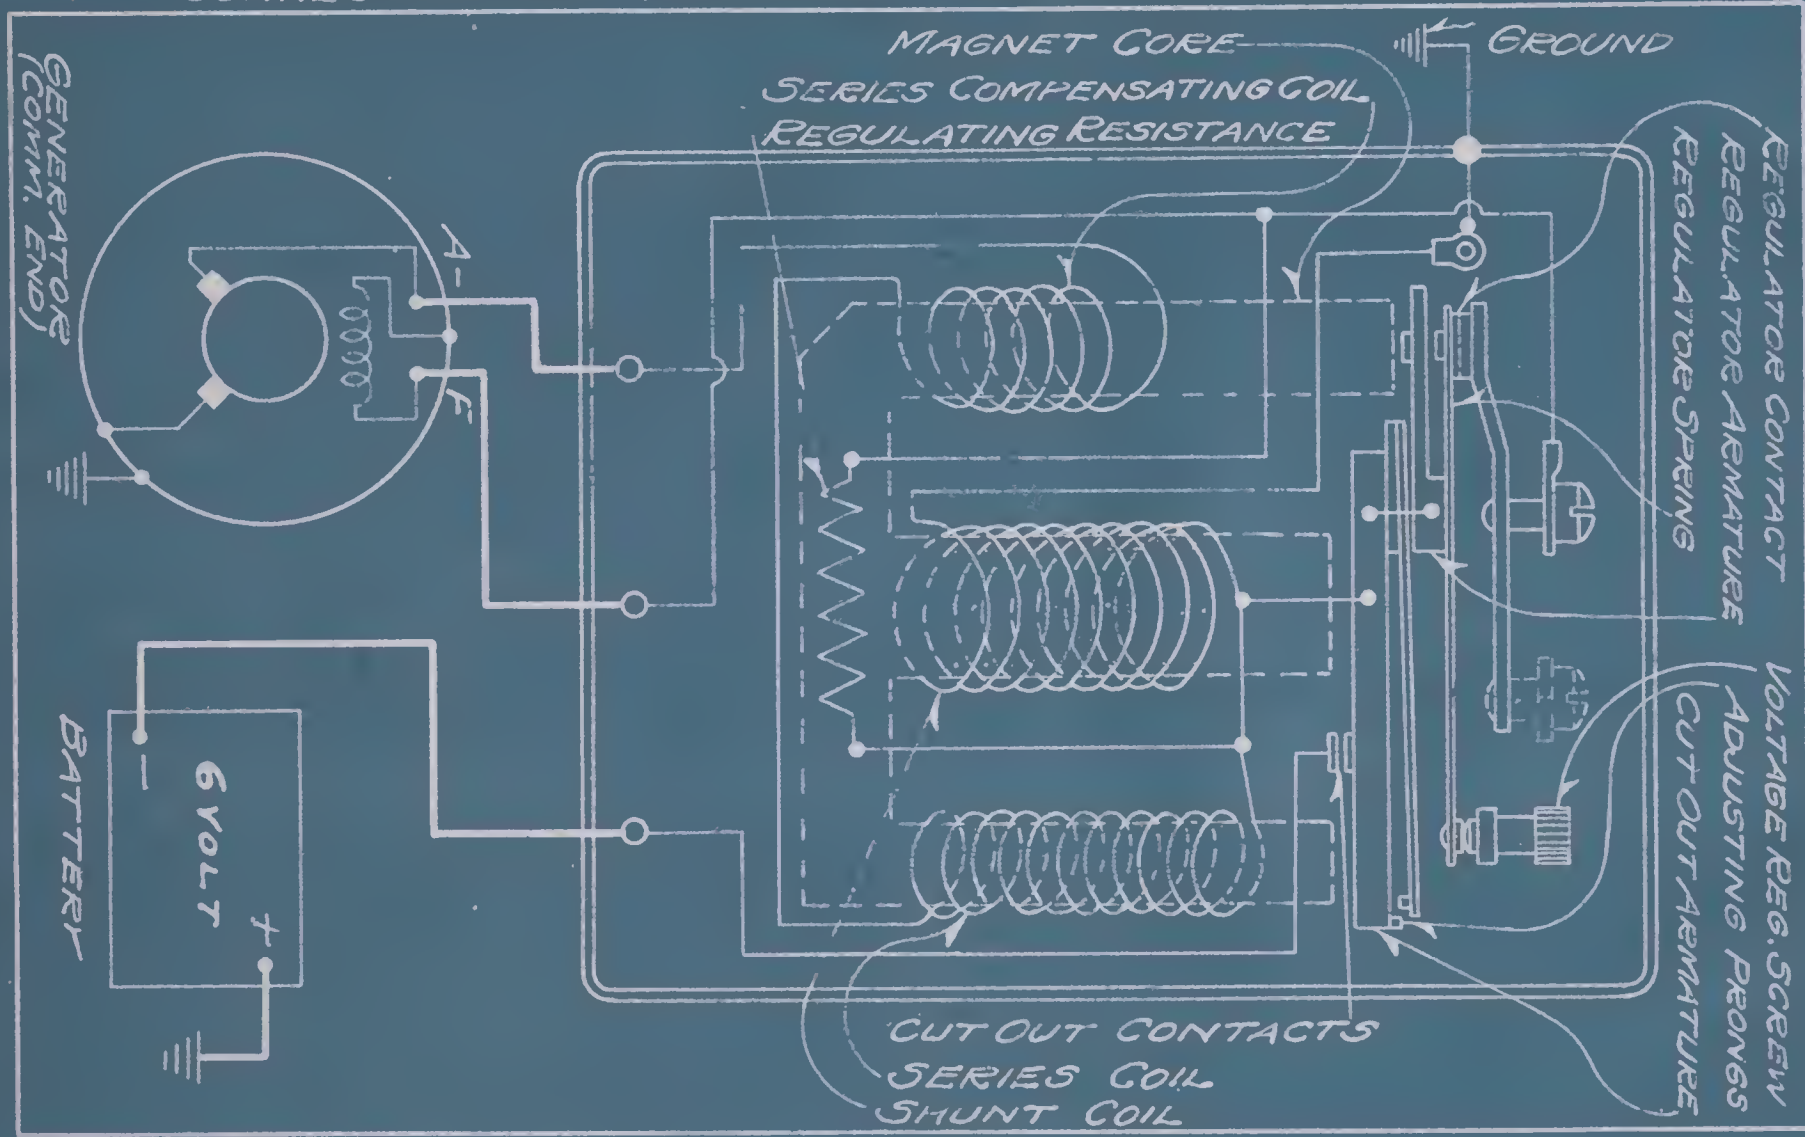 MAGNET CORE
SERIES COMPENSATING COIL
REGULATING RESISTANCE
GROUND
REGULATOR CONTACT
REGULATOR ARMATURE
REGULATOR SPRING
GENERATOR
(COMM. END)
A-
F
BATTERY
6 VOLT
-
+
VOLTAGE REG. SCREW
ADJUSTING PRONGS
CUT OUT ARMATURE
CUT OUT CONTACTS
SERIES COIL
SHUNT COIL